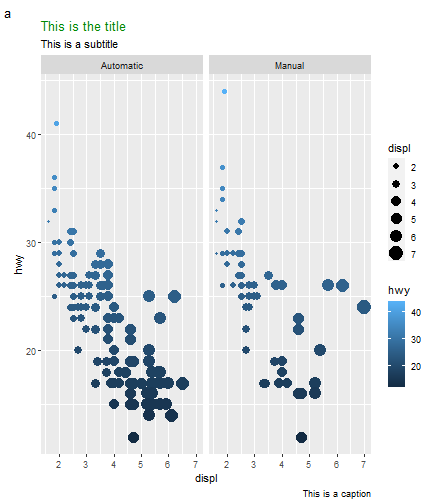 a
This is the title
This is a subtitle
Automatic
Manual
hwy
40
30
20
2 3 4 5 6 7
2 3 4 5 6 7
displ
displ
2
3
4
5
6
7
hwy
40
30
20
This is a caption